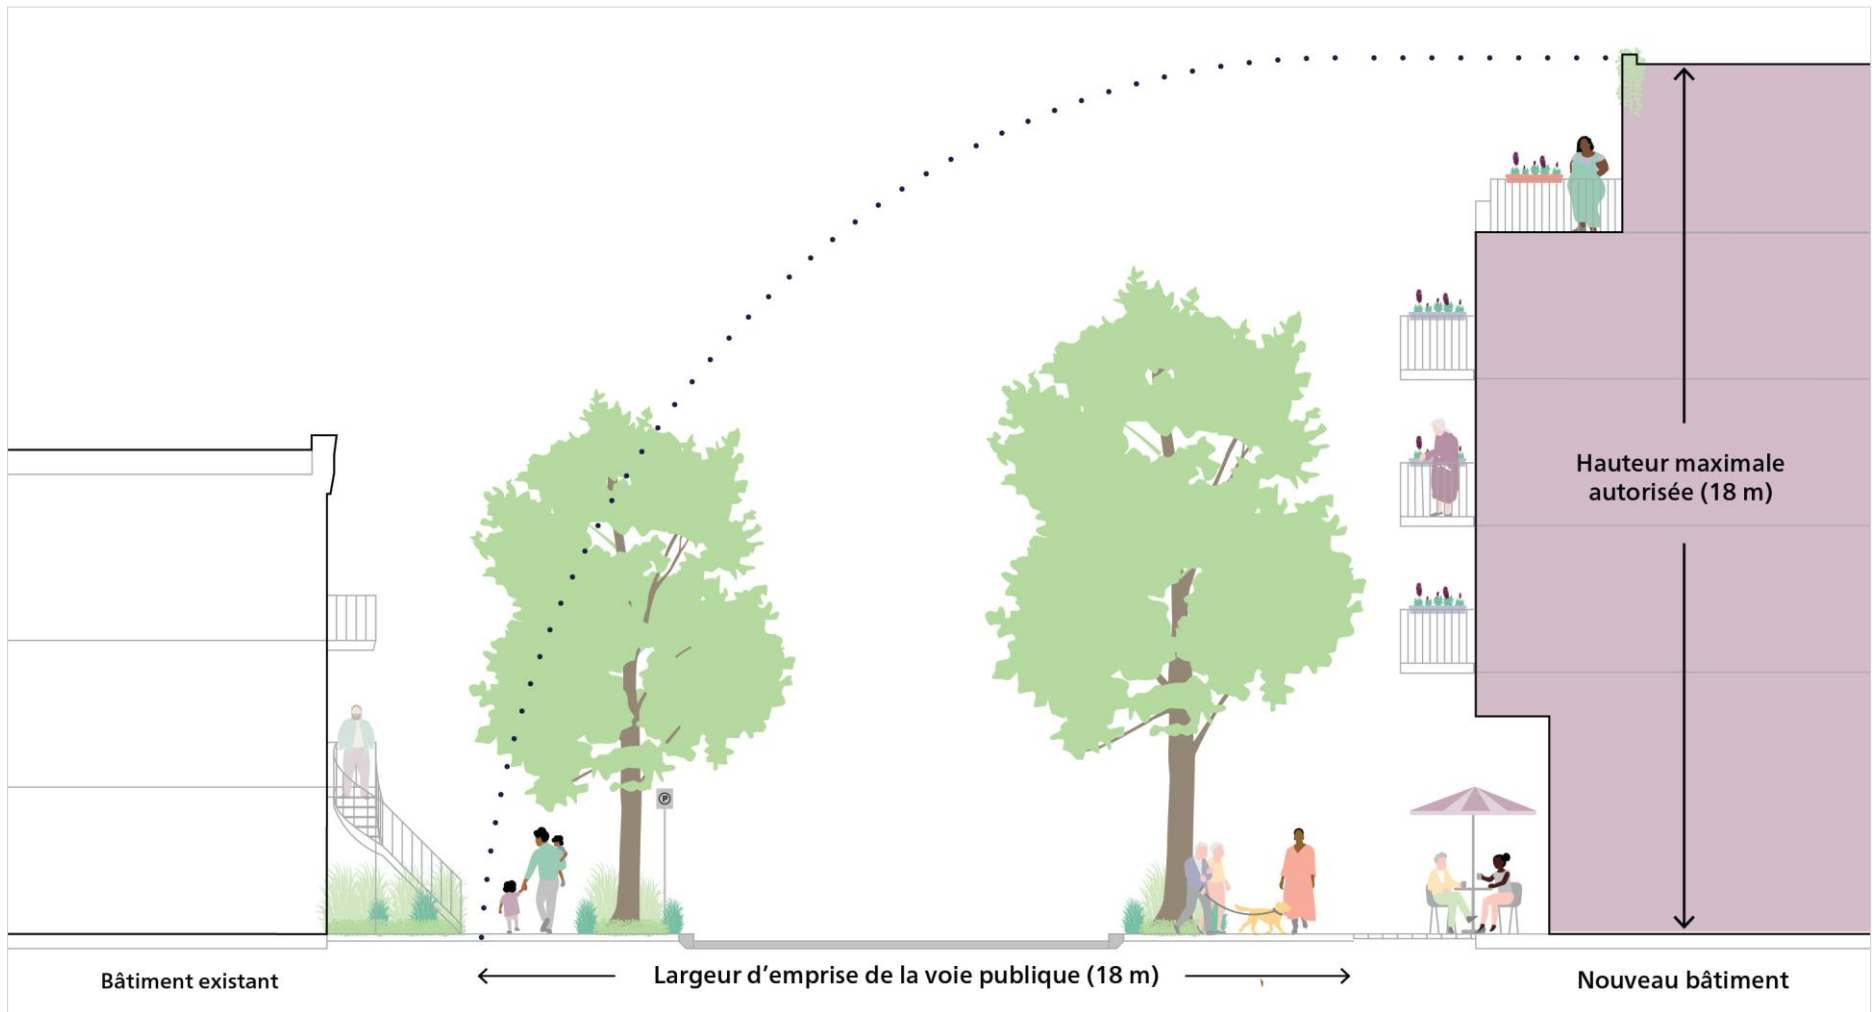 Hauteur maximale
autorisée (18 m)
P
Bâtiment existant
Largeur d’emprise de la voie publique (18 m)
Nouveau bâtiment